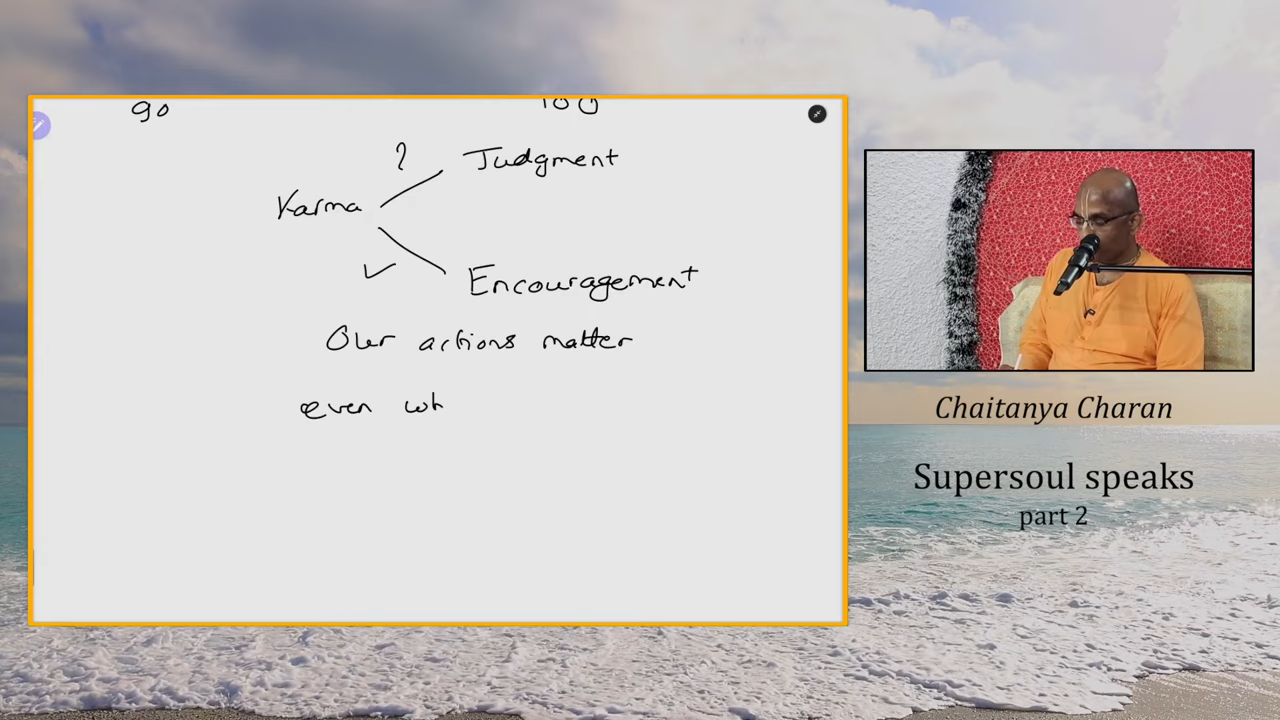 90 100
? Judgment
Karma
✓ Encouragement
Our actions matter
even wh
Chaitanya Charan
Supersoul speaks
part 2